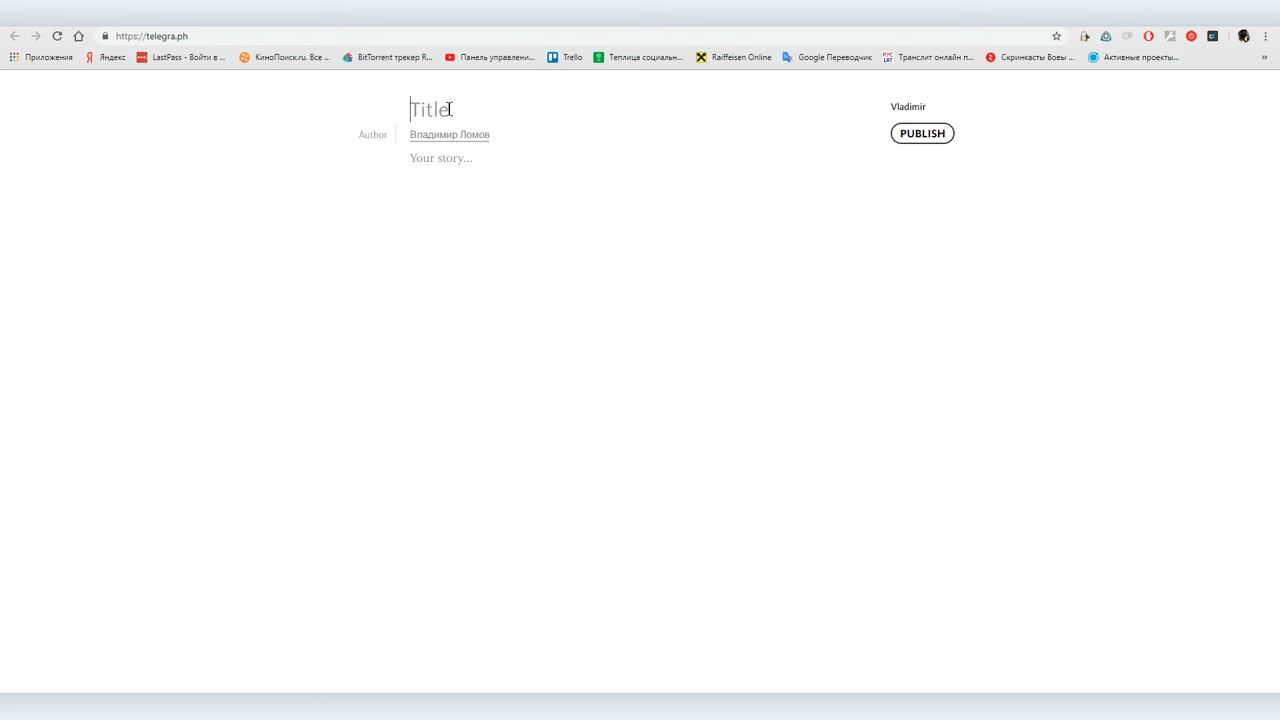 https://telegra.ph
Приложения Яндекс LastPass - Войти в ... КиноПоиск.ru. Все ... BitTorrent трекер R... Панель управлени... Trello Теплица социальн... Raiffeisen Online Google Переводчик Транслит онлайн п... Скринкасты Вовы ... Активные проекты... »
Title
Vladimir
Author Владимир Ломов
PUBLISH
Your story...